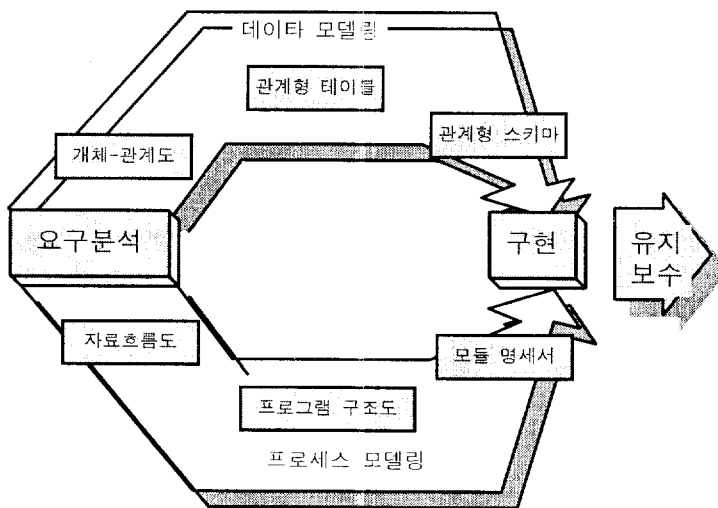 데이타 모델링
관계형 테이블
관계형 스키마
개체-관계도
요구분석
구현
유지
보수
자료흐름도
모듈 명세서
프로그램 구조도
프로세스 모델링